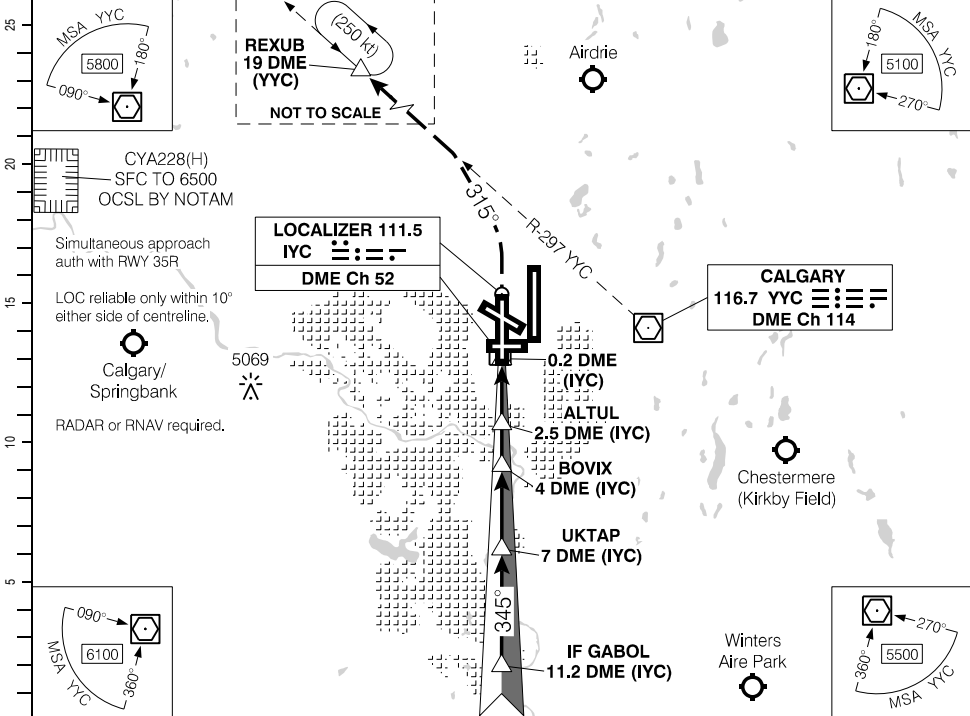 25
MSA YYC
5800
180°
090°
REXUB
19 DME
(YYC)
(250 kt)
NOT TO SCALE
Airdrie
180°
MSA YYC
5100
270°
20
CYA228(H)
SFC TO 6500
OCSL BY NOTAM
315°
R-297 YYC
Simultaneous approach
auth with RWY 35R
LOCALIZER 111.5
IYC
DME Ch 52
15
LOC reliable only within 10°
either side of centreline.
CALGARY
116.7 YYC
DME Ch 114
Calgary/
Springbank
5069
0.2 DME
(IYC)
RADAR or RNAV required.
ALTUL
2.5 DME (IYC)
10
BOVIX
4 DME (IYC)
Chestermere
(Kirkby Field)
UKTAP
7 DME (IYC)
5
345°
090°
MSA YYC
6100
360°
IF GABOL
11.2 DME (IYC)
Winters
Aire Park
270°
360°
5500
MSA YYC